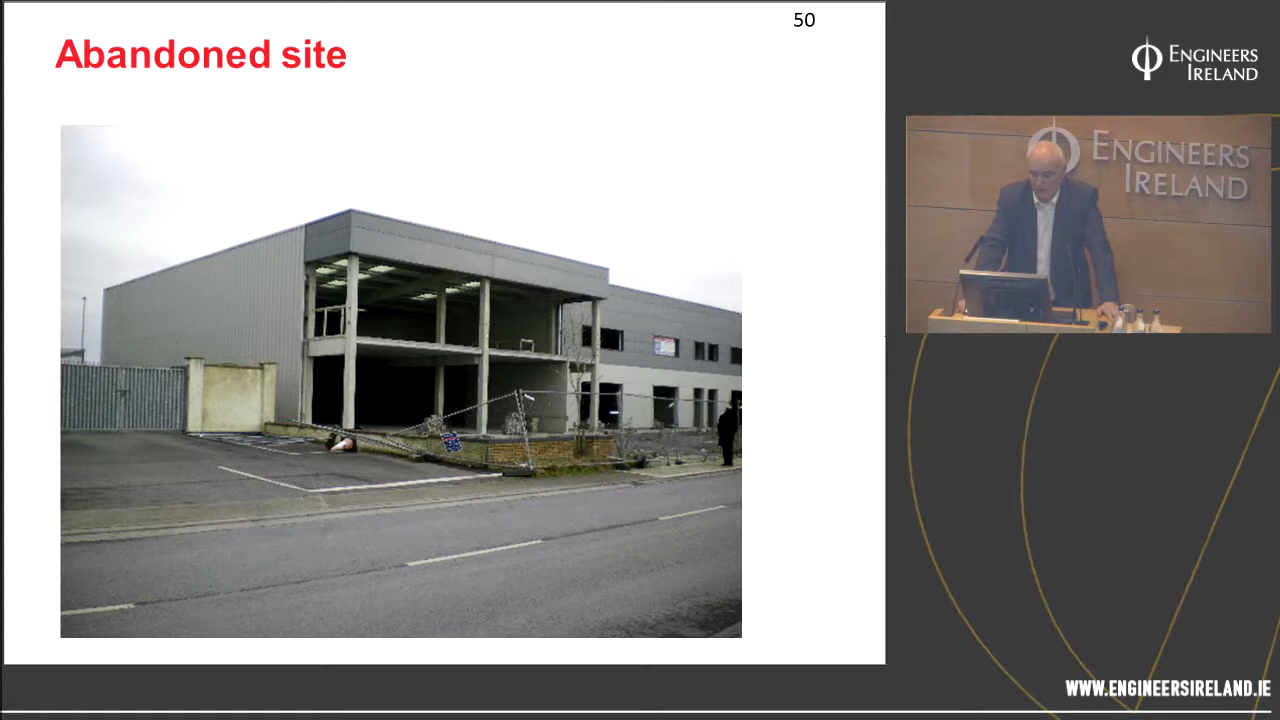 50
Abandoned site
ENGINEERS
IRELAND
ENGINEERS
IRELAND
WWW.ENGINEERSIRELAND.IE